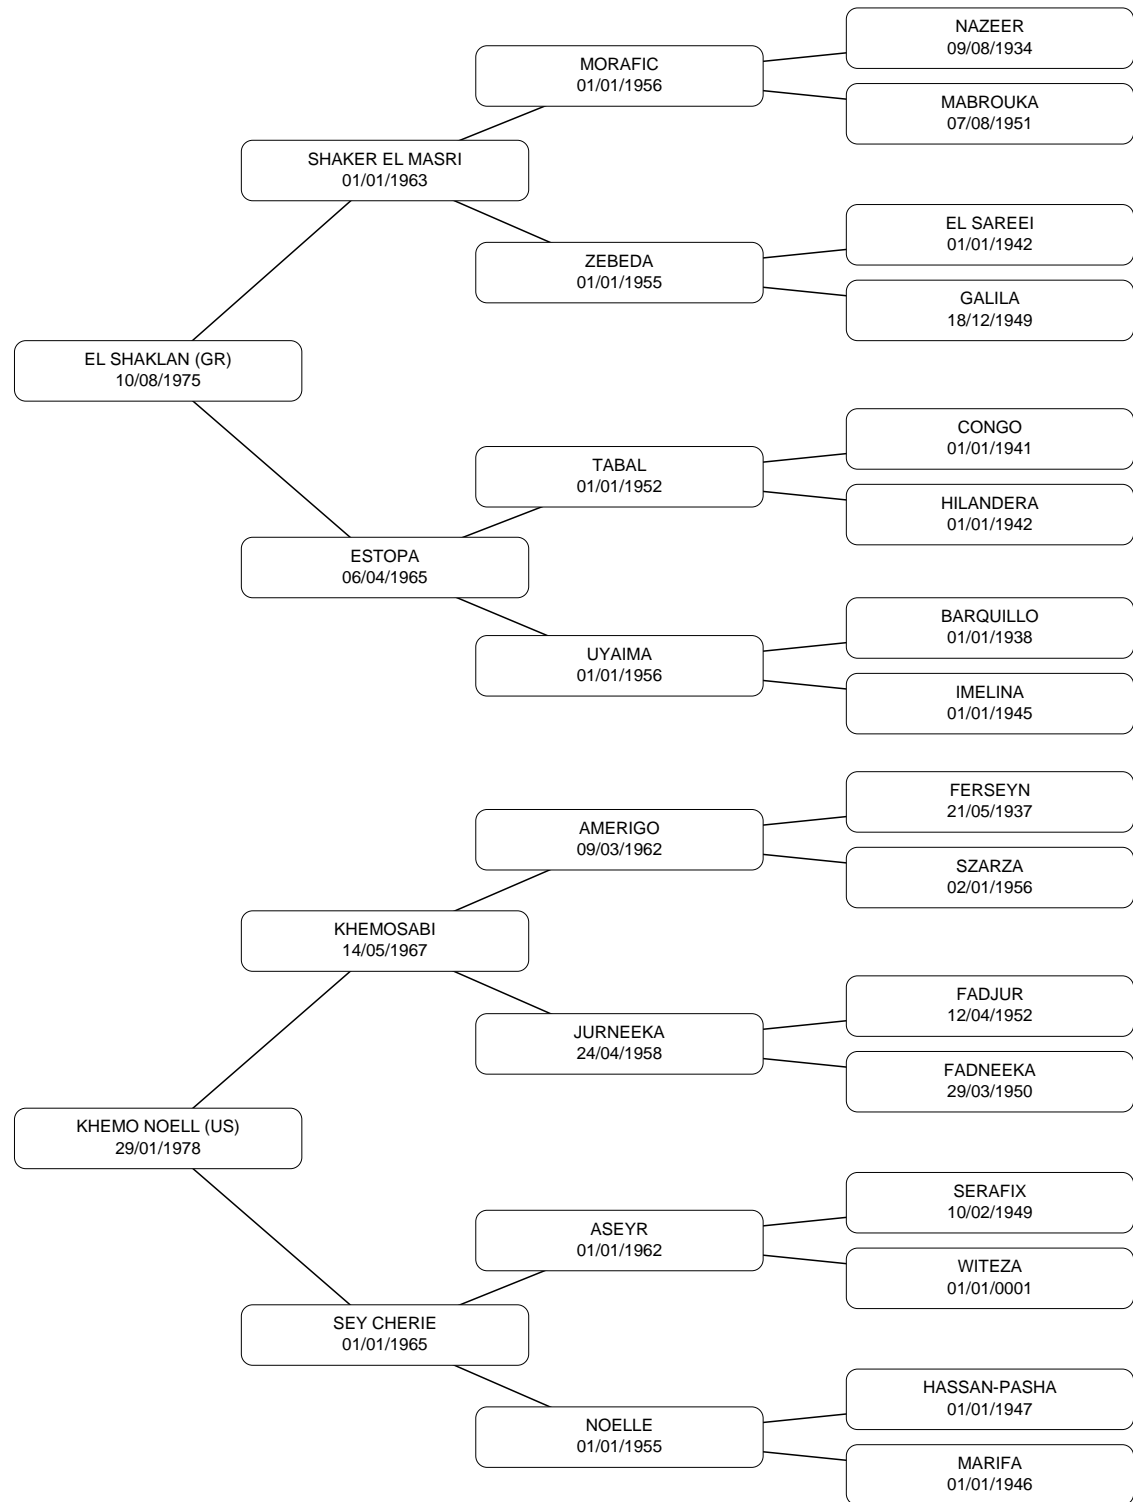 NAZEER
09/08/1934
MORAFIC
01/01/1956
MABROUKA
07/08/1951
SHAKER EL MASRI
01/01/1963
EL SAREEI
01/01/1942
ZEBEDA
01/01/1955
GALILA
18/12/1949
EL SHAKLAN (GR)
10/08/1975
CONGO
01/01/1941
TABAL
01/01/1952
HILANDERA
01/01/1942
ESTOPA
06/04/1965
BARQUILLO
01/01/1938
UYAIMA
01/01/1956
IMELINA
01/01/1945
FERSEYN
21/05/1937
AMERIGO
09/03/1962
SZARZA
02/01/1956
KHEMOSABI
14/05/1967
FADJUR
12/04/1952
JURNEEKA
24/04/1958
FADNEEKA
29/03/1950
KHEMO NOELL (US)
29/01/1978
SERAFIX
10/02/1949
ASEYR
01/01/1962
WITEZA
01/01/0001
SEY CHERIE
01/01/1965
HASSAN-PASHA
01/01/1947
NOELLE
01/01/1955
MARIFA
01/01/1946